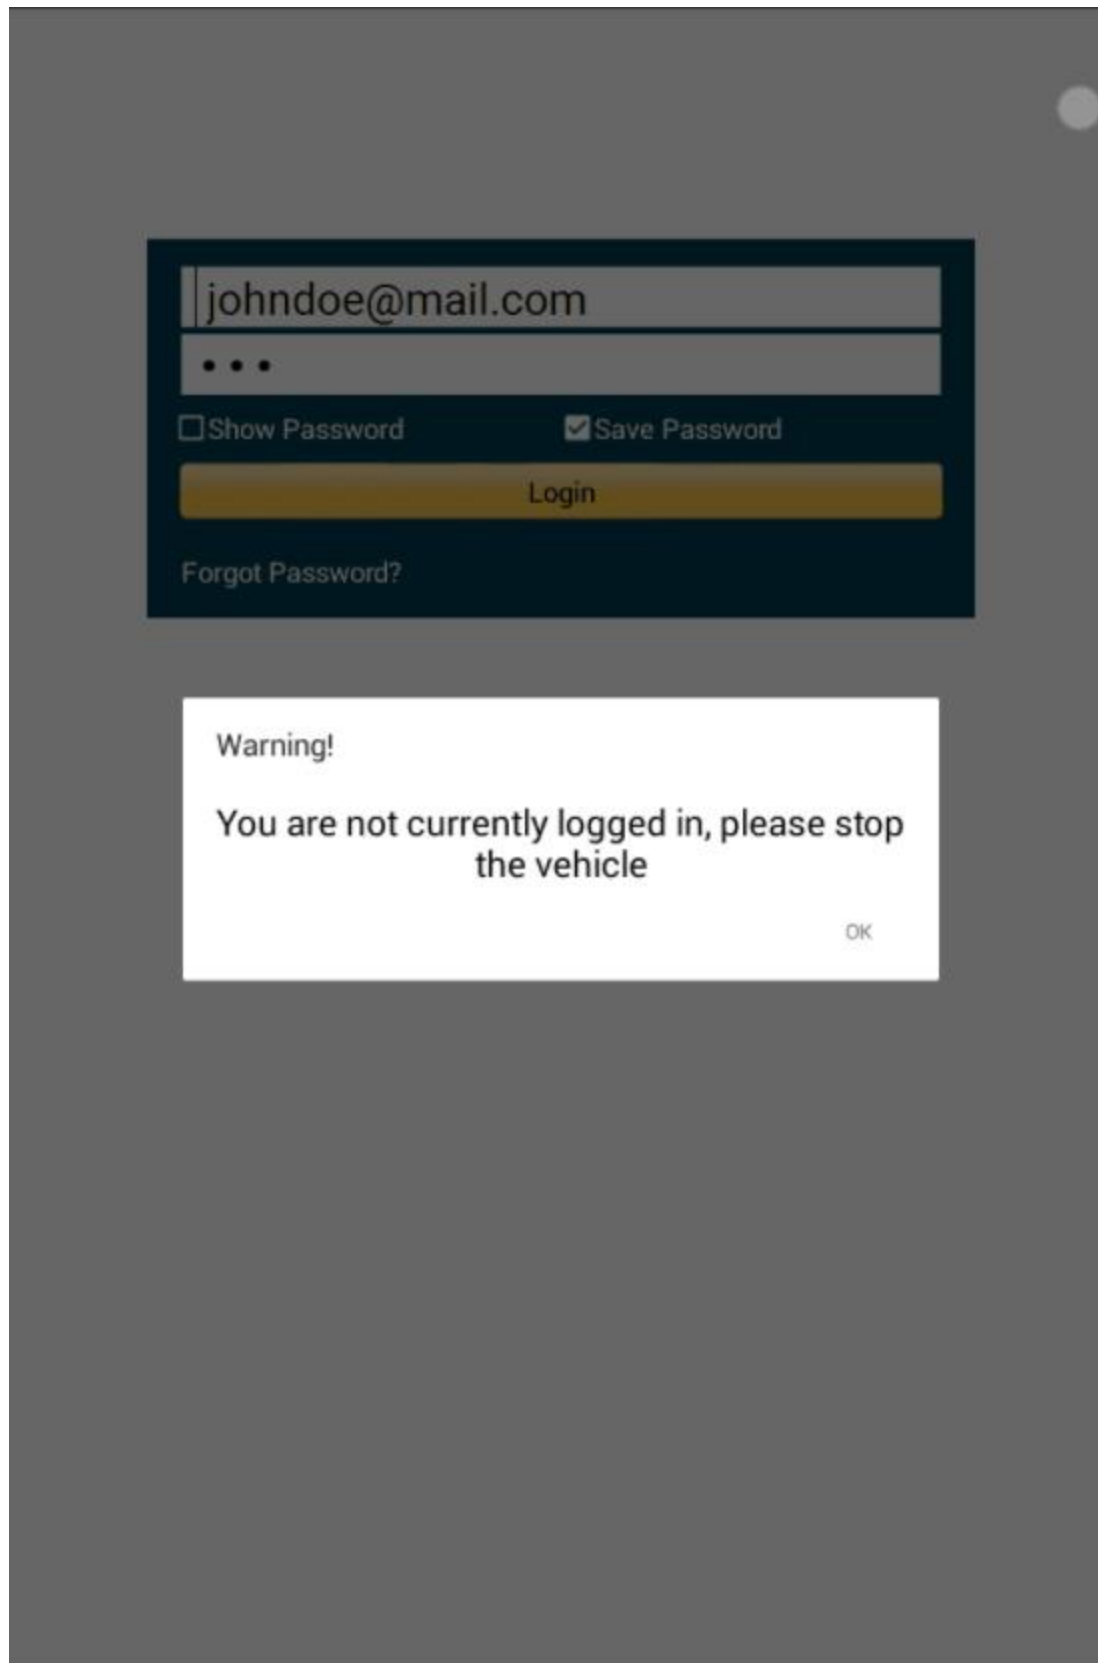 johndoe@mail.com
•••
Show Password Save Password
Login
Forgot Password?
Warning!
You are not currently logged in, please stop
the vehicle
OK